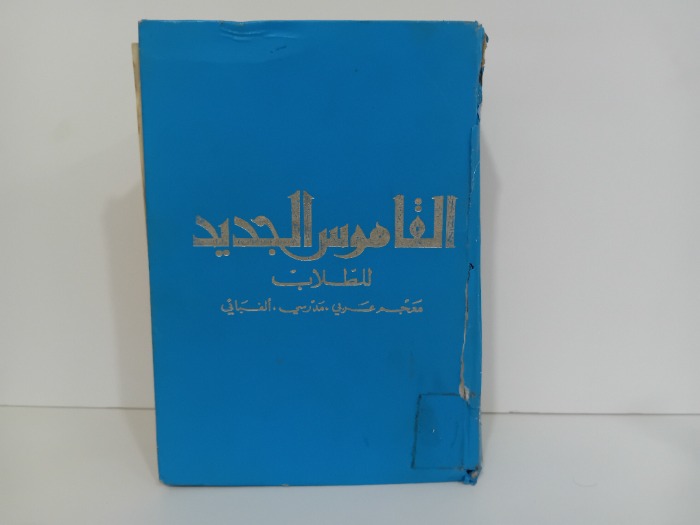 القاموس الجديد
للطلاب
معجم عربي. مدرسي. ألفبائي